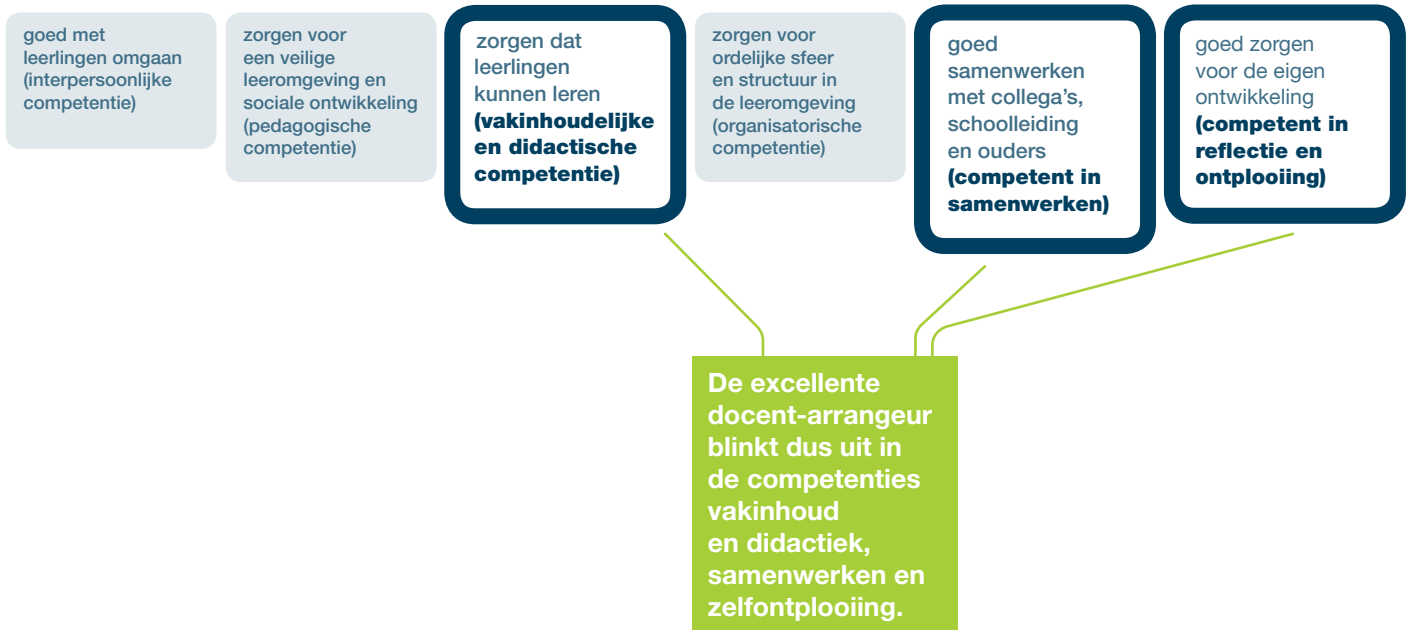 goed met
leerlingen omgaan
(interpersoonlijke
competentie)
zorgen voor
een veilige
leeromgeving en
sociale ontwikkeling
(pedagogische
competentie)
zorgen dat
leerlingen
kunnen leren
(vakinhoudelijke
en didactische
competentie)
zorgen voor
ordelijke sfeer
en structuur in
de leeromgeving
(organisatorische
competentie)
goed
samenwerken
met collega's,
schoolleiding
en ouders
(competent in
samenwerken)
goed zorgen
voor de eigen
ontwikkeling
(competent in
reflectie en
ontplooiing)
De excellente
docent-arrangeur
blinkt dus uit in
de competenties
vakinhoud
en didactiek,
samenwerken en
zelfontplooiing.